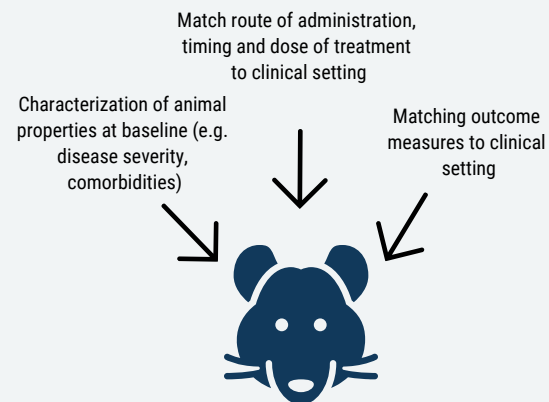 Match route of administration,
timing and dose of treatment
to clinical setting
Characterization of animal
properties at baseline (e.g.
disease severity,
comorbidities)
Matching outcome
measures to clinical
setting